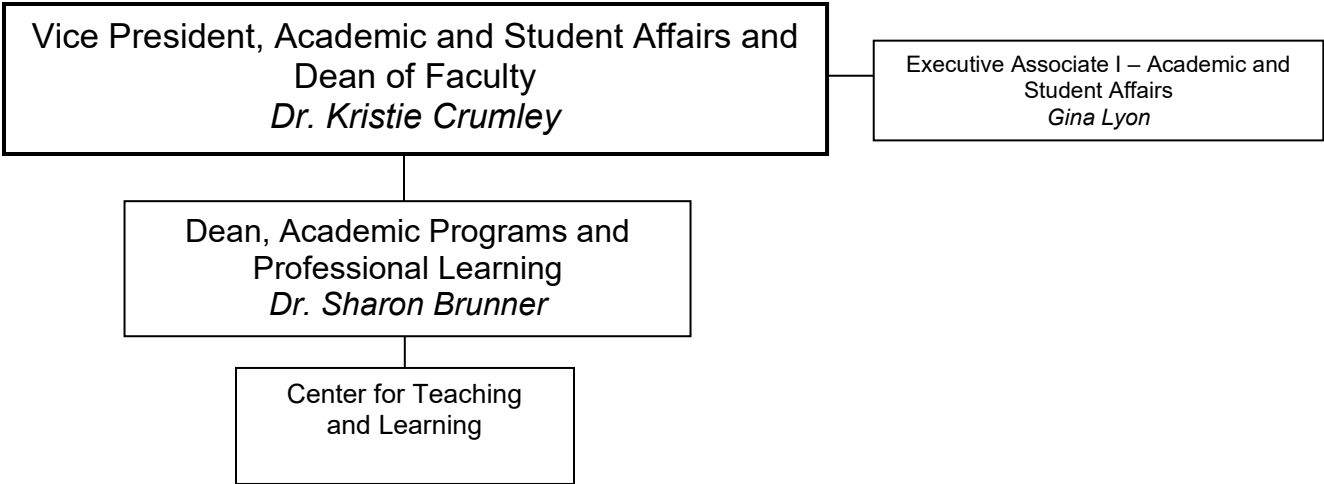 Vice President, Academic and Student Affairs and
Dean of Faculty
Dr. Kristie Crumley
Executive Associate I – Academic and
Student Affairs
Gina Lyon
Dean, Academic Programs and
Professional Learning
Dr. Sharon Brunner
Center for Teaching
and Learning